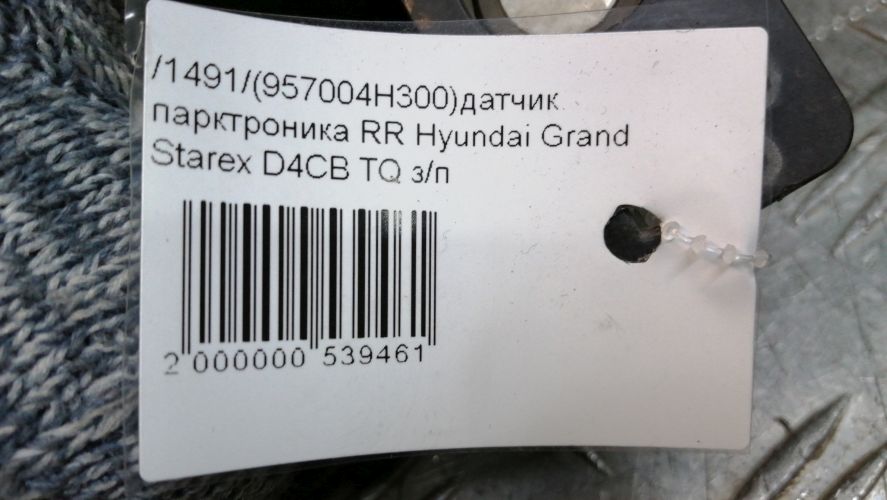 /1491/(957004H300)датчик
парктроника RR Hyundai Grand
Starex D4CB TQ з/п
2 000000 539461